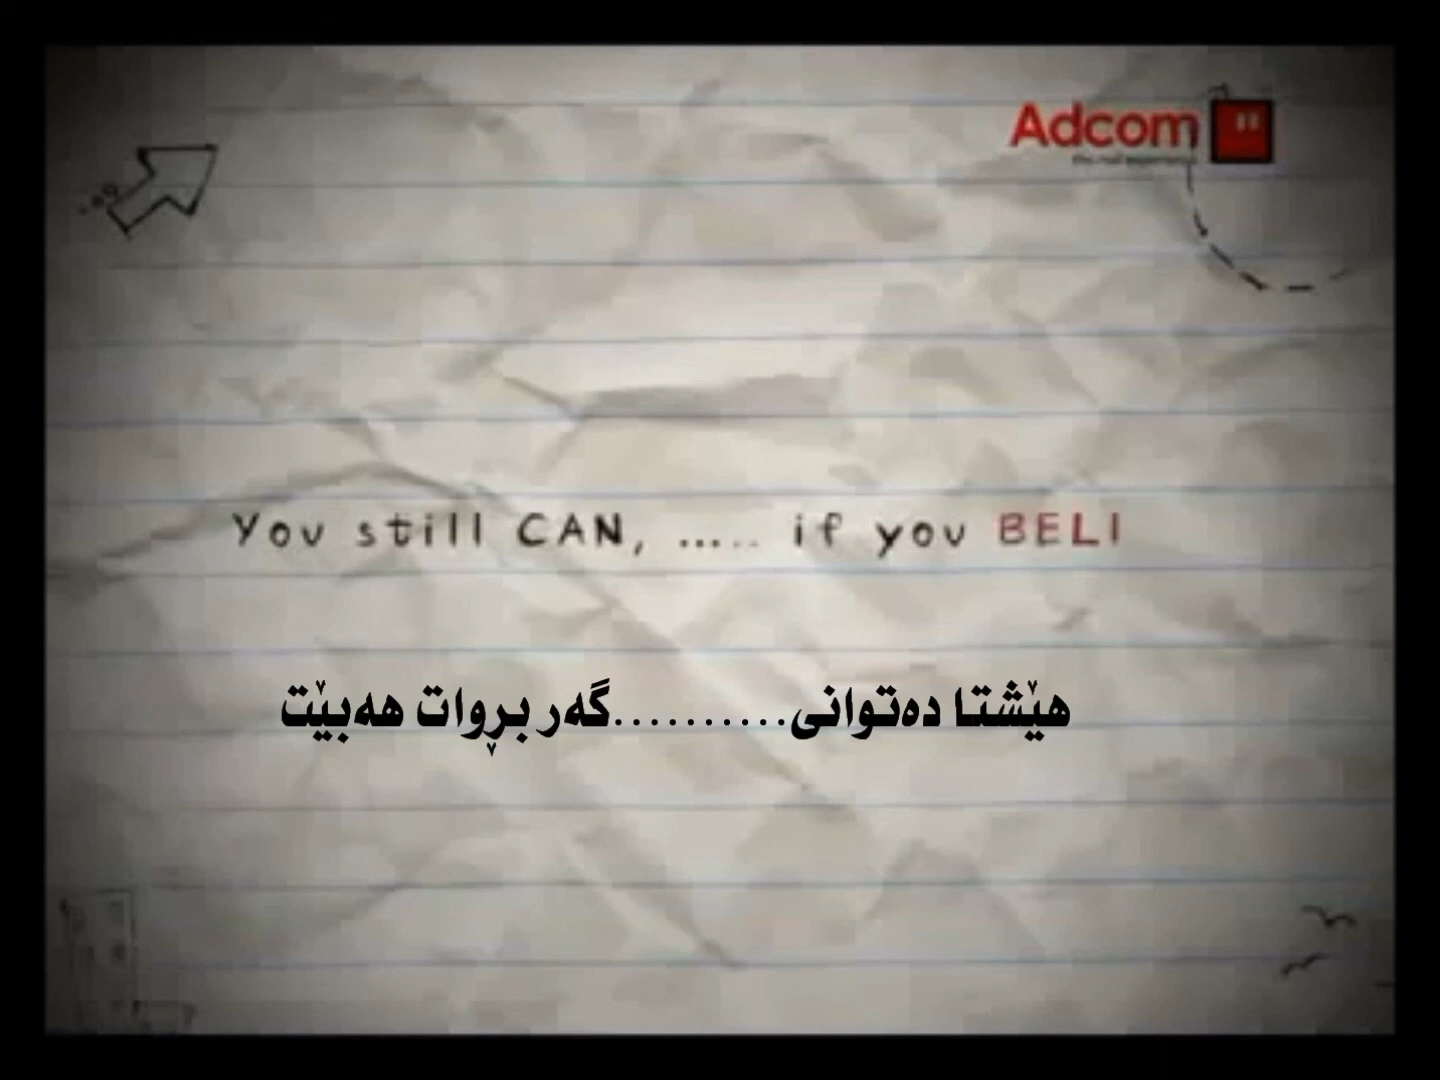 Adcom
You still CAN, ..... if you BELI
هێشتا دەتوانی..........گەر بڕوات هەبێت